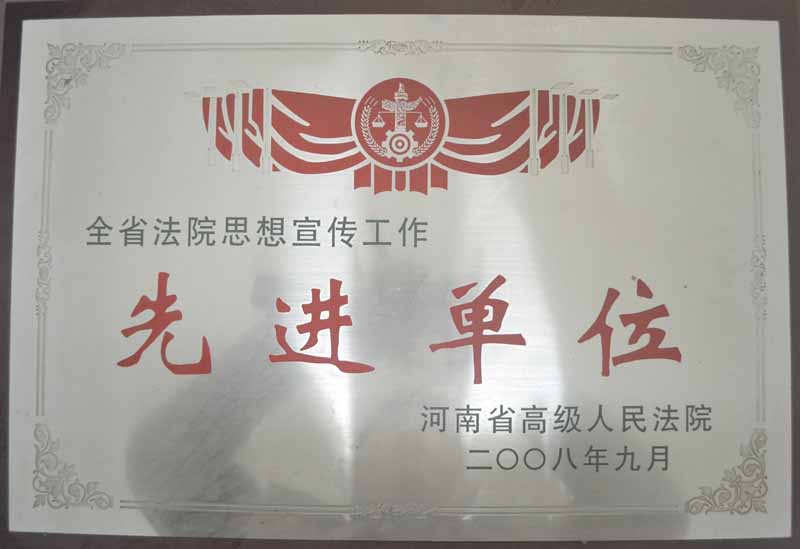 全省法院思想宣传工作
先进单位
河南省高级人民法院
二〇〇八年九月